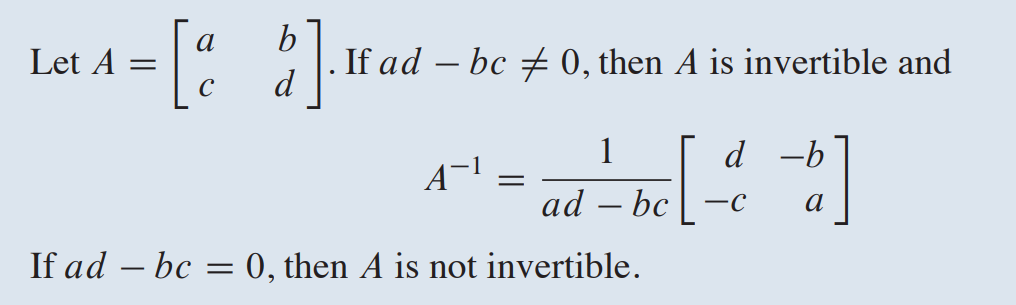 Let A = [a b; c d]. If ad − bc ≠ 0, then A is invertible and
A⁻¹ = 1/(ad − bc) [d −b; −c a]
If ad − bc = 0, then A is not invertible.